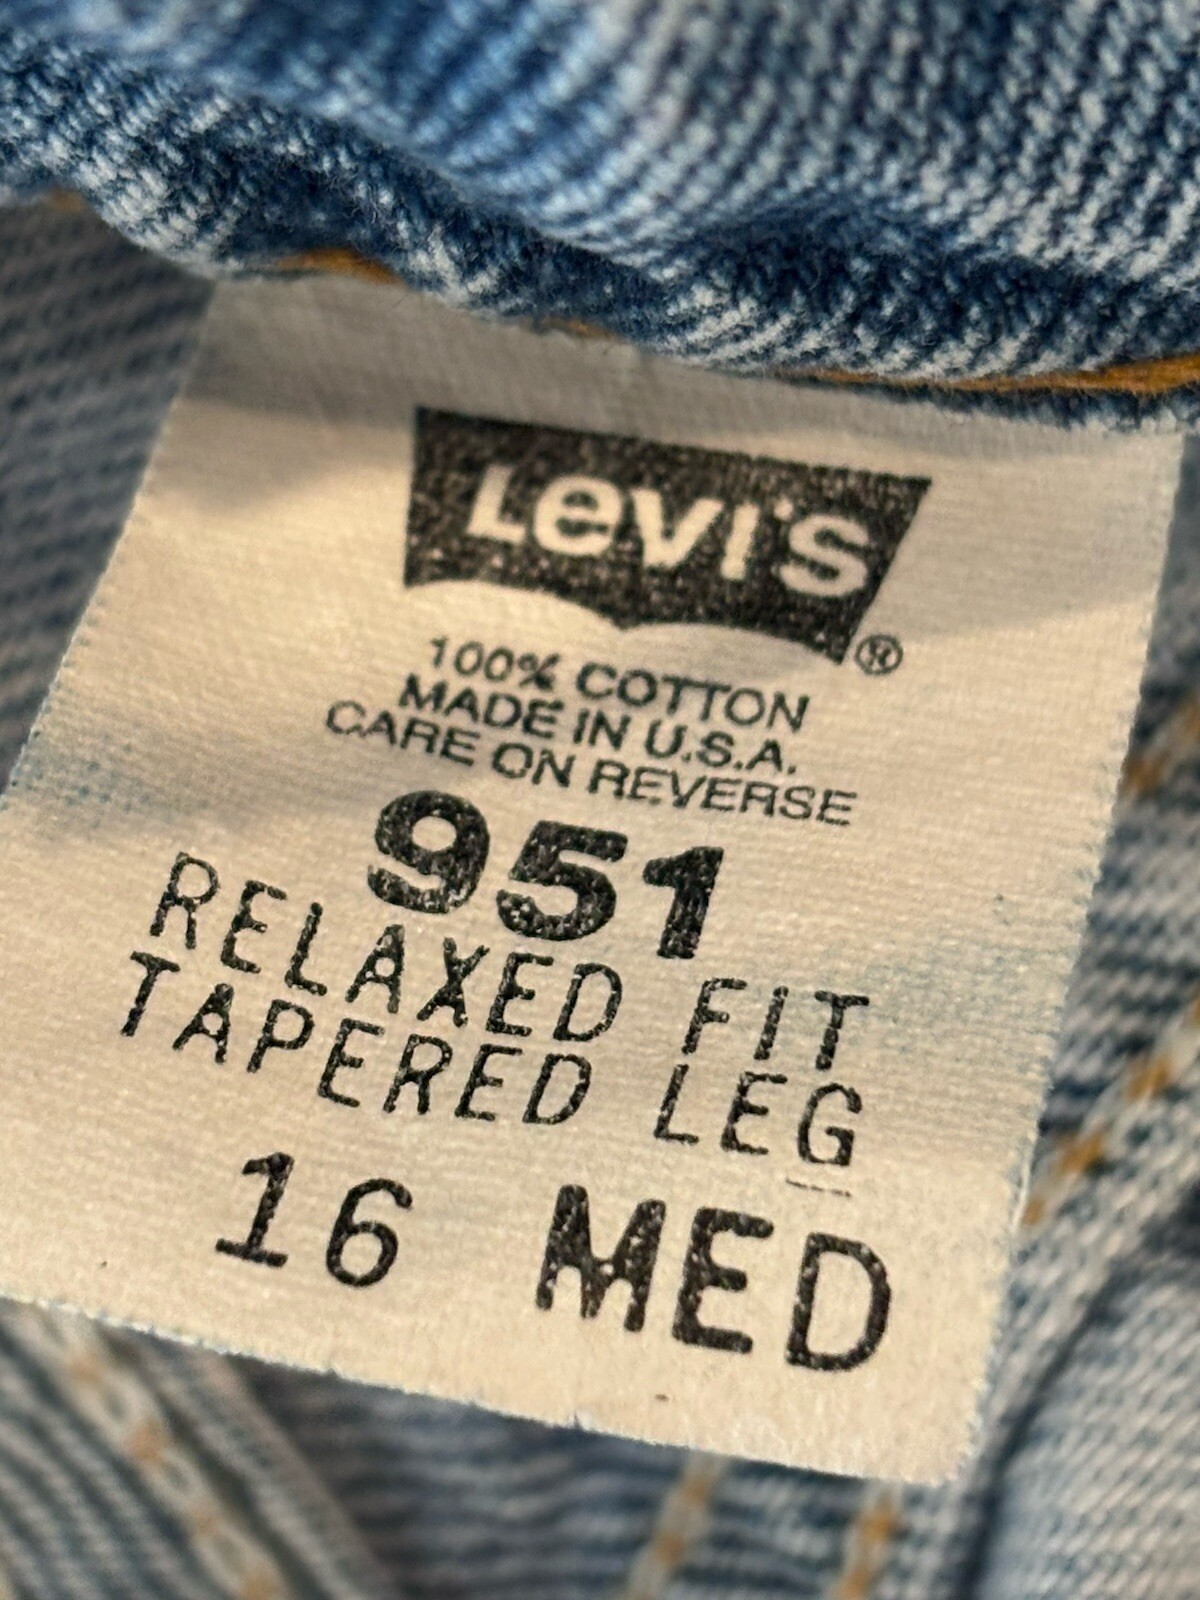 Levi's®
100% COTTON
MADE IN U.S.A.
CARE ON REVERSE
951
RELAXED FIT
TAPERED LEG
16 MED